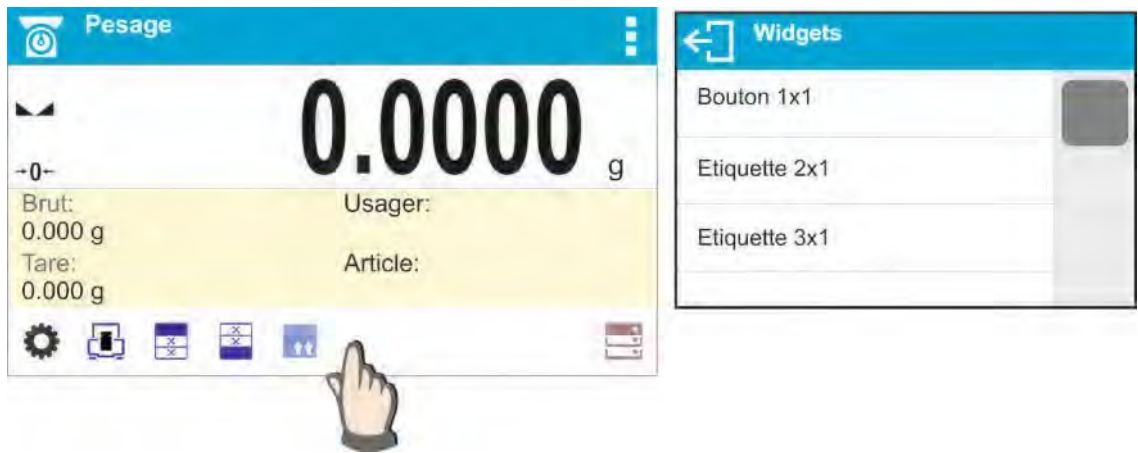 Pesage
0.0000 g
→0←
Brut:
0.000 g
Usager:
Tare:
0.000 g
Article:
Widgets
Bouton 1x1
Etiquette 2x1
Etiquette 3x1